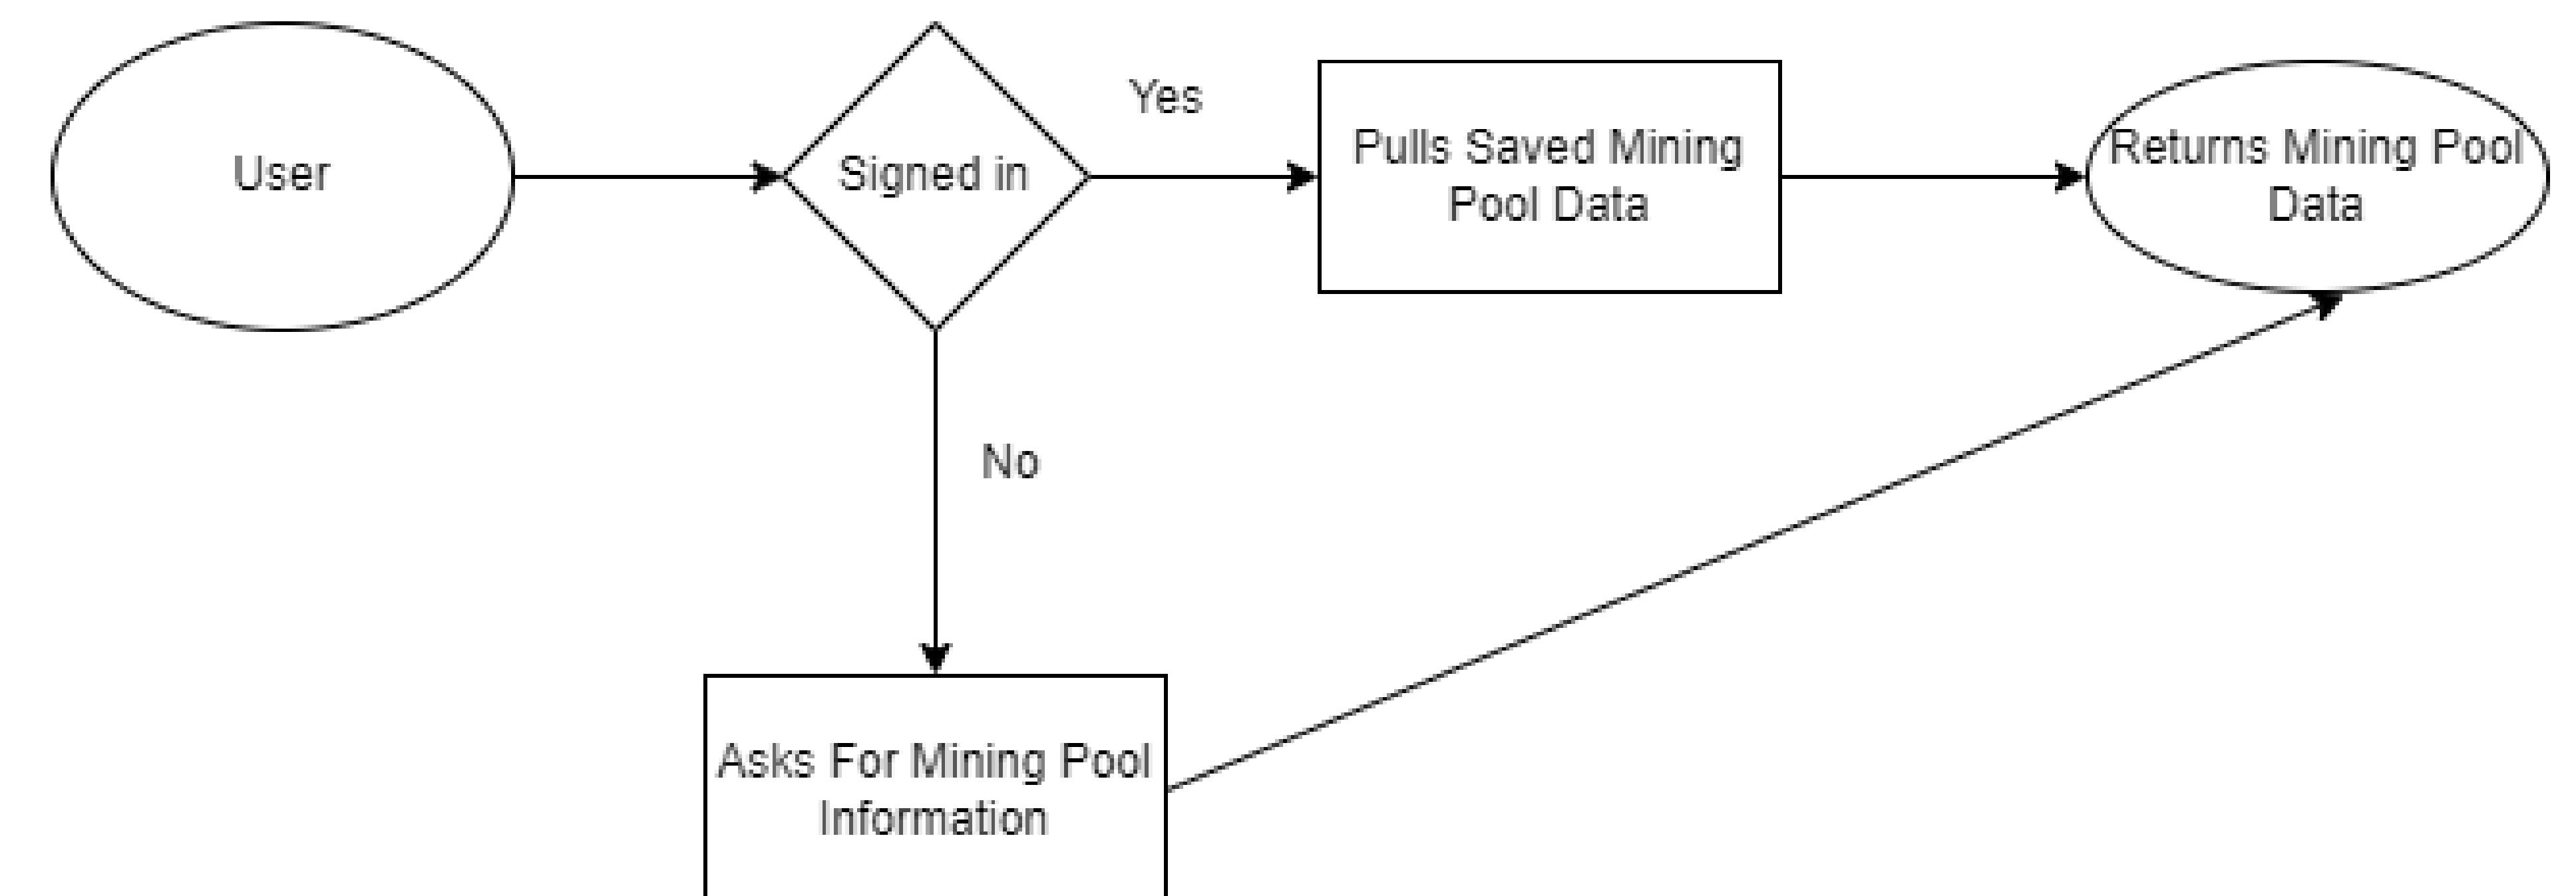 User
Signed in
Yes
Pulls Saved Mining
Pool Data
Returns Mining Pool
Data
No
Asks For Mining Pool
Information